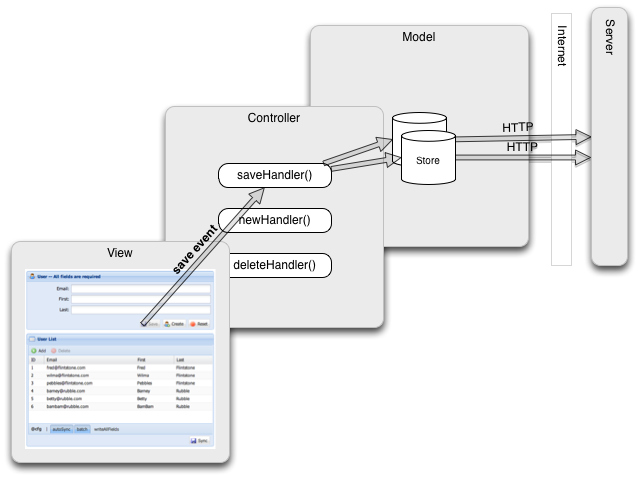 Model
Internet
Server
Controller
HTTP
HTTP
Store
saveHandler()
newHandler()
deleteHandler()
save event
View
User -- All fields are required
Email:
First:
Last:
Save Create Reset
User List
Add Delete
ID Email First Last
1 fred@flintstone.com Fred Flintstone
2 wilma@flintstone.com Wilma Flintstone
3 pebbles@flintstone.com Pebbles Flintstone
4 barney@rubble.com Barney Rubble
5 betty@rubble.com Betty Rubble
6 bambam@rubble.com BamBam Rubble
@cfg : autoSync batch writeAllFields
Sync